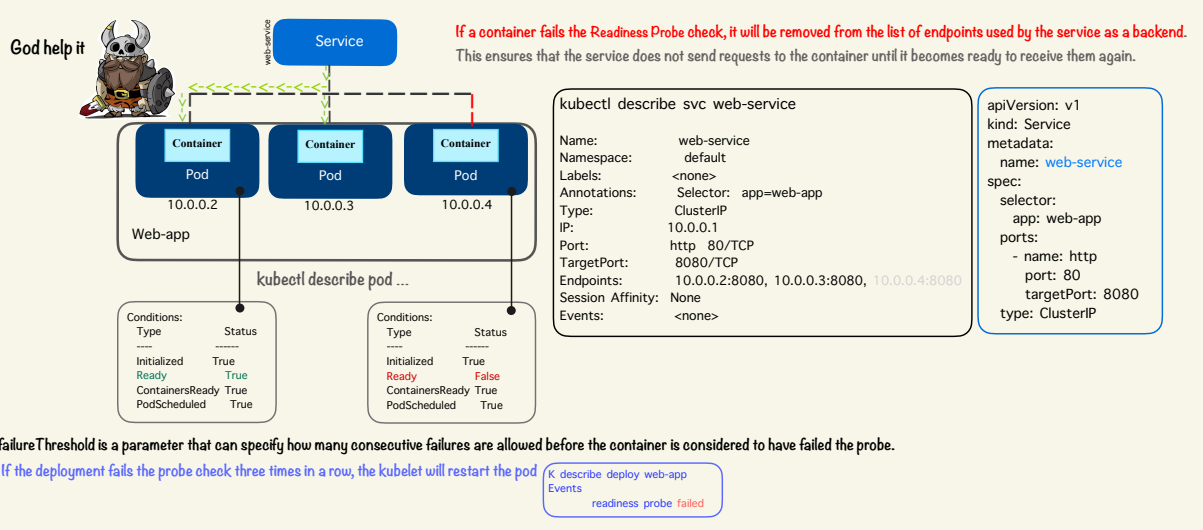 God help it
web-service
Service
If a container fails the Readiness Probe check, it will be removed from the list of endpoints used by the service as a backend.
This ensures that the service does not send requests to the container until it becomes ready to receive them again.
Container
Pod
10.0.0.2
Container
Pod
10.0.0.3
Container
Pod
10.0.0.4
Web-app
kubectl describe pod ...
Conditions:
Type Status
---- ------
Initialized True
Ready True
ContainersReady True
PodScheduled True
Conditions:
Type Status
---- ------
Initialized True
Ready False
ContainersReady True
PodScheduled True
kubectl describe svc web-service
Name: web-service
Namespace: default
Labels: <none>
Annotations: Selector: app=web-app
Type: ClusterIP
IP: 10.0.0.1
Port: http 80/TCP
TargetPort: 8080/TCP
Endpoints: 10.0.0.2:8080, 10.0.0.3:8080, 10.0.0.4:8080
Session Affinity: None
Events: <none>
apiVersion: v1
kind: Service
metadata:
name: web-service
spec:
selector:
app: web-app
ports:
- name: http
port: 80
targetPort: 8080
type: ClusterIP
failureThreshold is a parameter that can specify how many consecutive failures are allowed before the container is considered to have failed the probe.
If the deployment fails the probe check three times in a row, the kubelet will restart the pod
K describe deploy web-app
Events
readiness probe failed